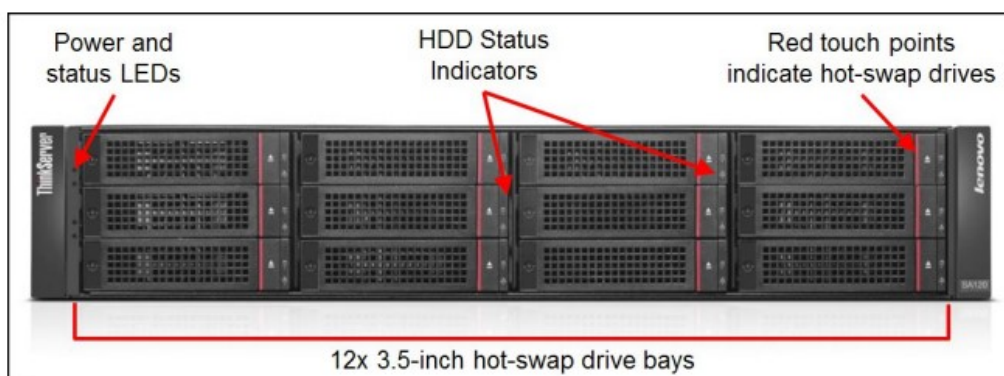 Power and
status LEDs
HDD Status
Indicators
Red touch points
indicate hot-swap drives
ThinkServer
lenovo
SA120
12x 3.5-inch hot-swap drive bays